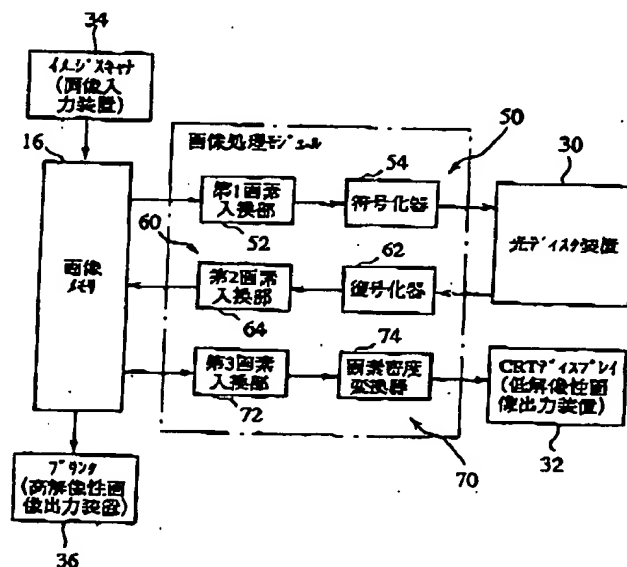 34
イメージスキャナ
(画像入
力装置)
16
画像処理モジュール
50
54
30
第1画素
入換部
符号化器
52
60
62
光ディスク装置
画像
メモリ
第2画素
入換部
復号化器
64
74
第3画素
入換部
画素密度
変換器
CRTディスプレイ
(低解像性画
像出力装置)
72
70
32
プリンタ
(高解像性画
像出力装置)
36